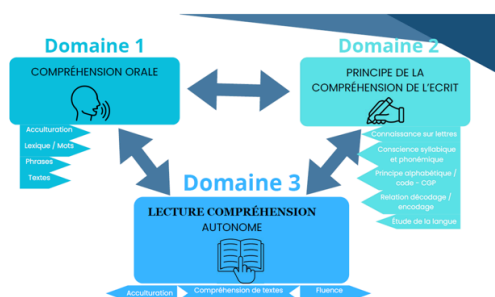 Domaine 1
COMPRÉHENSION ORALE
Acculturation
Lexique / Mots
Phrases
Textes
Domaine 2
PRINCIPE DE LA
COMPRÉHENSION DE L'ECRIT
Connaissance sur lettres
Conscience syllabique
et phonémique
Principe alphabétique /
code - CGP
Relation décodage /
encodage
Étude de la langue
Domaine 3
LECTURE COMPRÉHENSION
AUTONOME
Acculturation
Compréhension de textes
Fluence